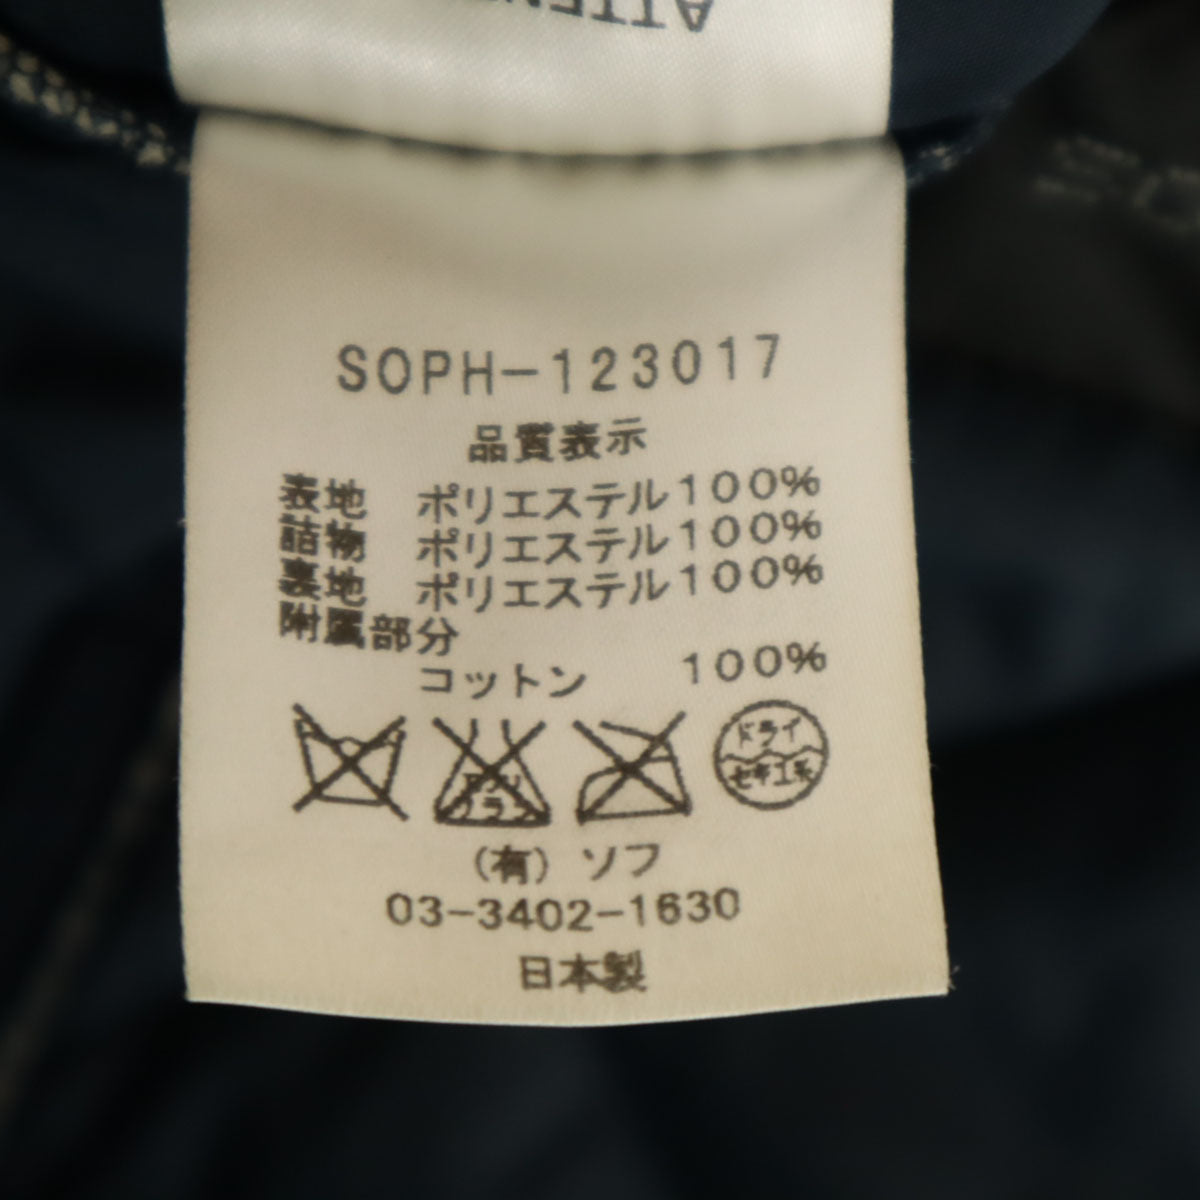 ATTEN
SOPH-123017
品質表示
表地 ポリエステル100%
詰物 ポリエステル100%
裏地 ポリエステル100%
附属部分
コットン 100%
ドライ
セキユ系
(有) ソフ
03-3402-1630
日本製